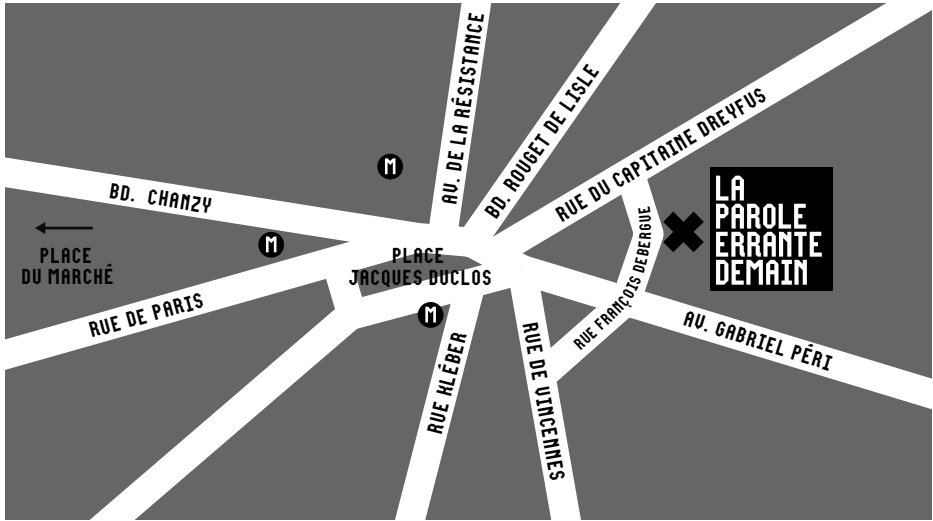 AV. DE LA RÉSISTANCE
BD. ROUGET DE LISLE
RUE DU CAPITAINE DREYFUS
M
BD. CHANZY
LA
PAROLE
ERRANTE
DEMAIN
M
PLACE
DU MARCHÉ
PLACE
JACQUES DUCLOS
RUE FRANÇOIS DEBERGUE
RUE DE PARIS
M
AV. GABRIEL PÉRI
RUE KLÉBER
RUE DE VINCENNES